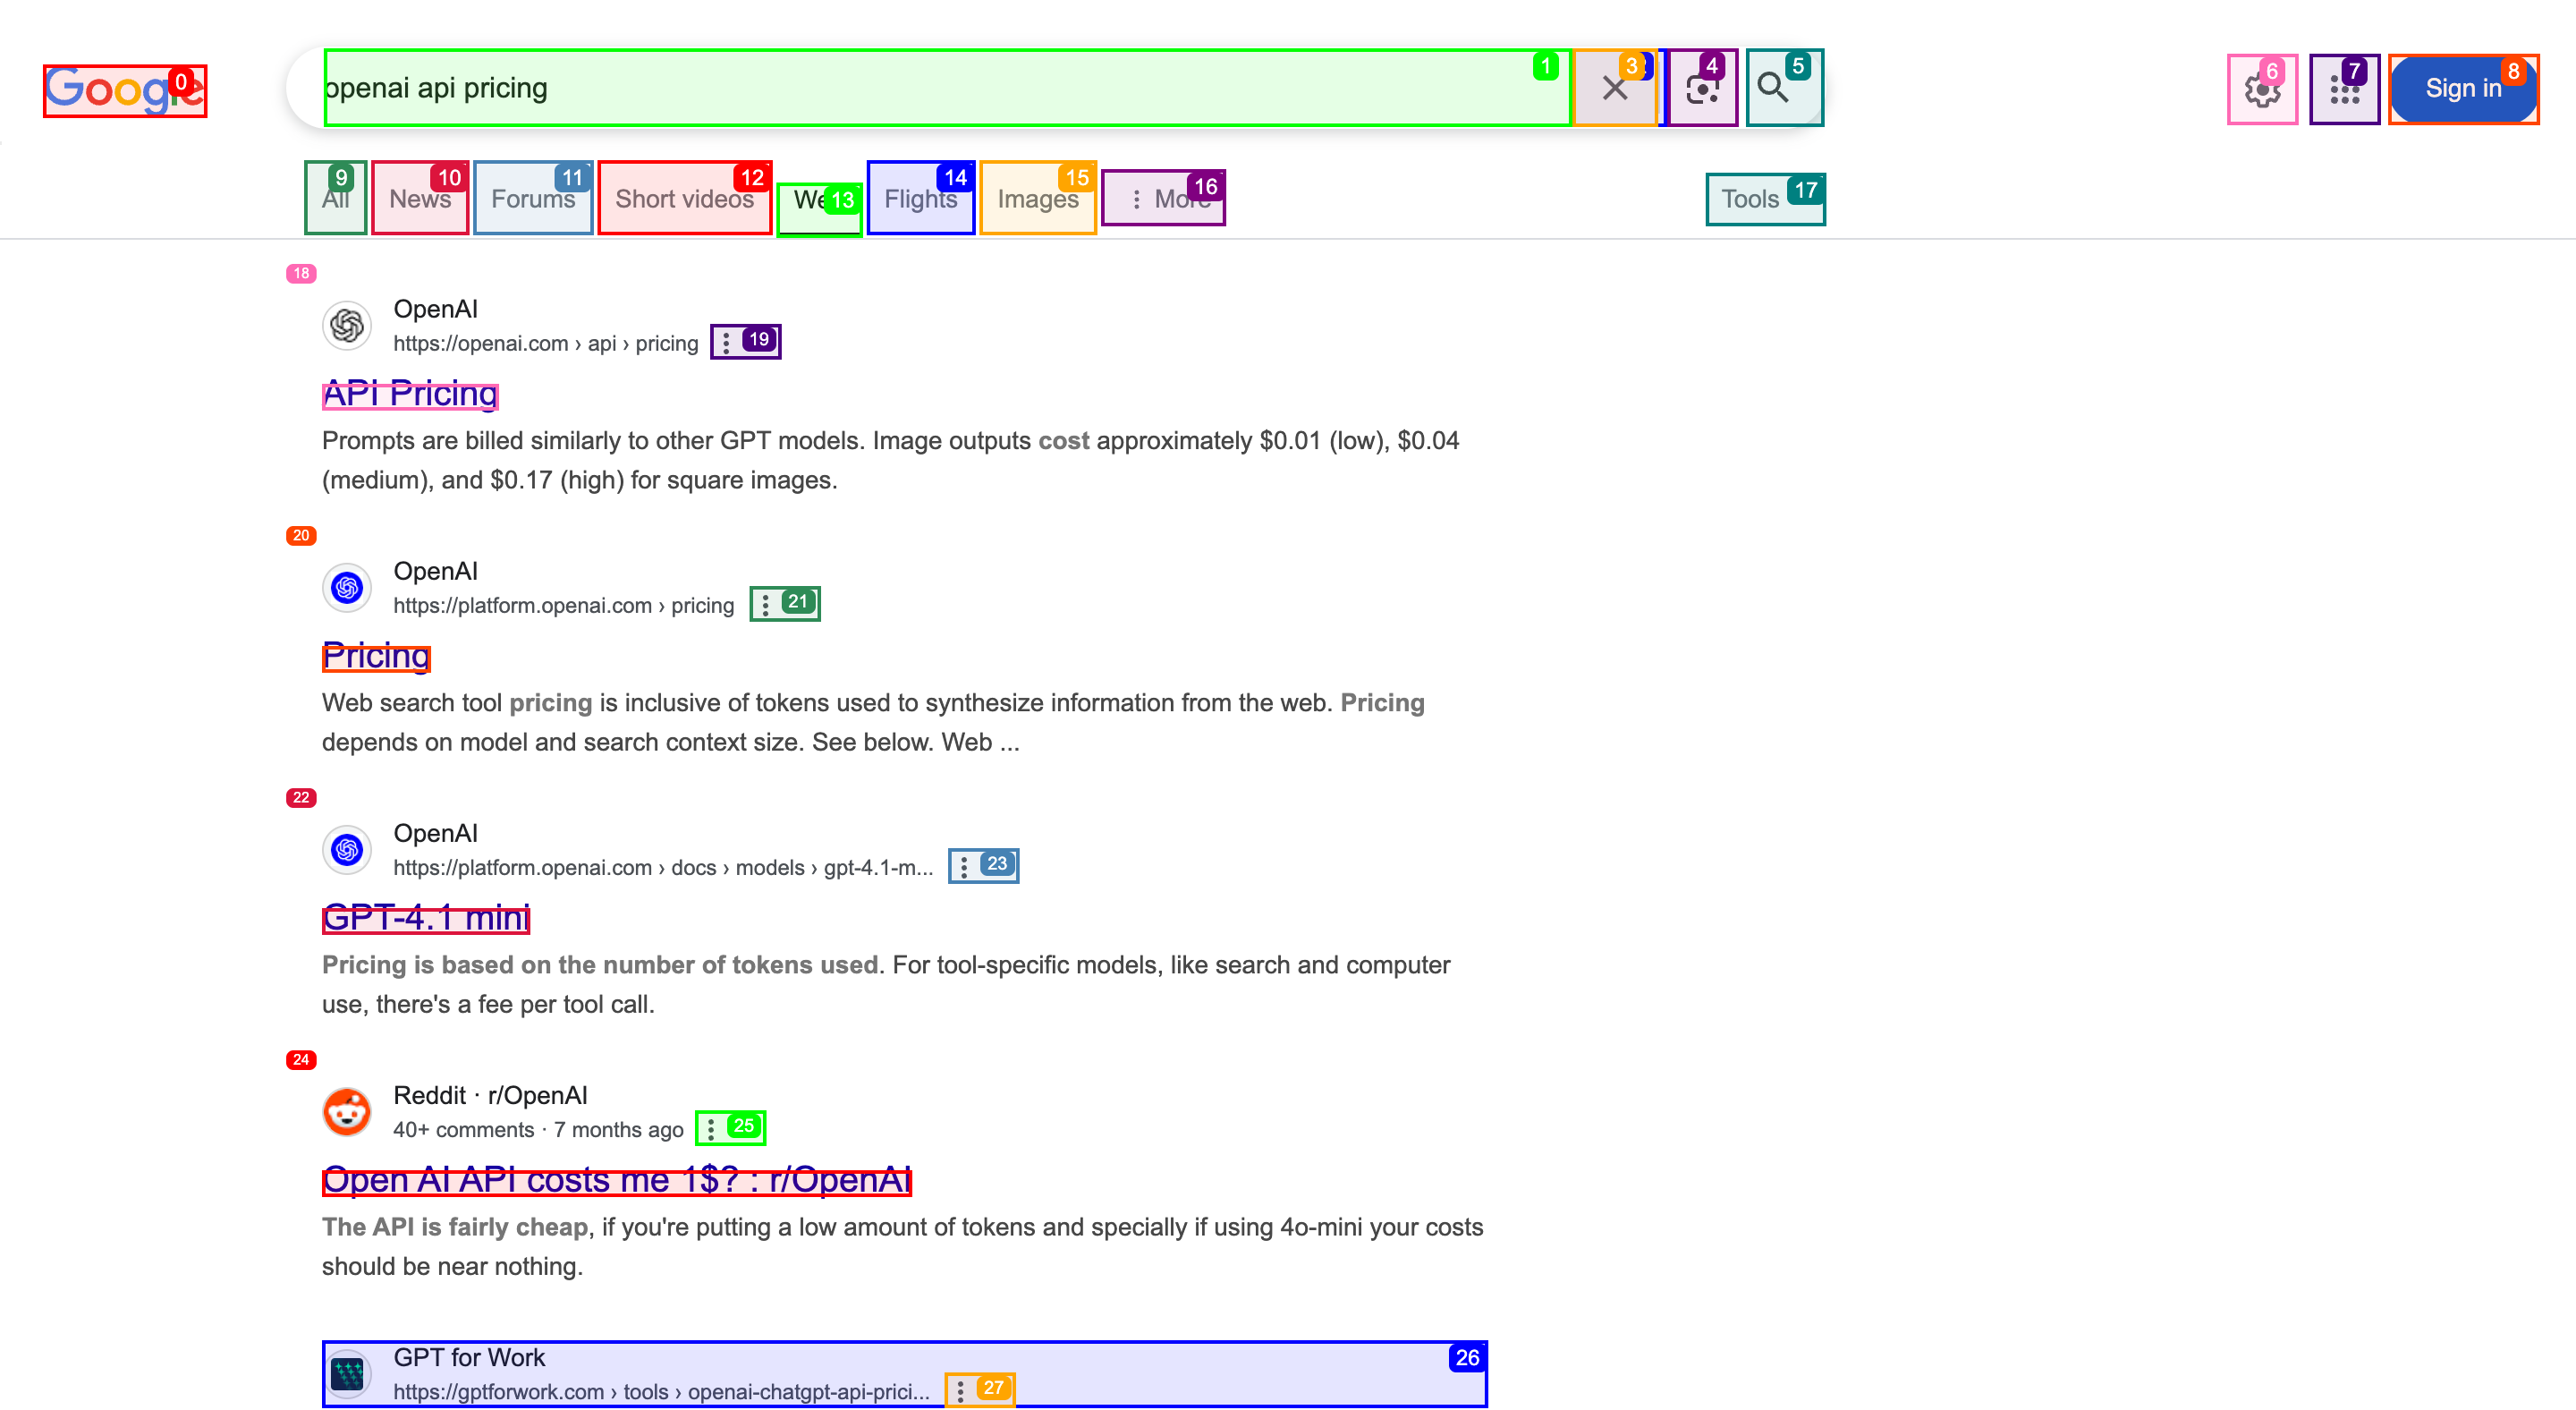 Google 0
openai api pricing 1 3 4 5
6 7 Sign in 8
All 9 News 10 Forums 11 Short videos 12 We 13 Flights 14 Images 15 More 16 Tools 17
18
OpenAI
https://openai.com › api › pricing 19
API Pricing
Prompts are billed similarly to other GPT models. Image outputs cost approximately $0.01 (low), $0.04
(medium), and $0.17 (high) for square images.
20
OpenAI
https://platform.openai.com › pricing 21
Pricing
Web search tool pricing is inclusive of tokens used to synthesize information from the web. Pricing
depends on model and search context size. See below. Web ...
22
OpenAI
https://platform.openai.com › docs › models › gpt-4.1-m... 23
GPT-4.1 mini
Pricing is based on the number of tokens used. For tool-specific models, like search and computer
use, there's a fee per tool call.
24
Reddit · r/OpenAI
40+ comments · 7 months ago 25
Open AI API costs me 1$? : r/OpenAI
The API is fairly cheap, if you're putting a low amount of tokens and specially if using 4o-mini your costs
should be near nothing.
GPT for Work 26
https://gptforwork.com › tools › openai-chatgpt-api-prici... 27